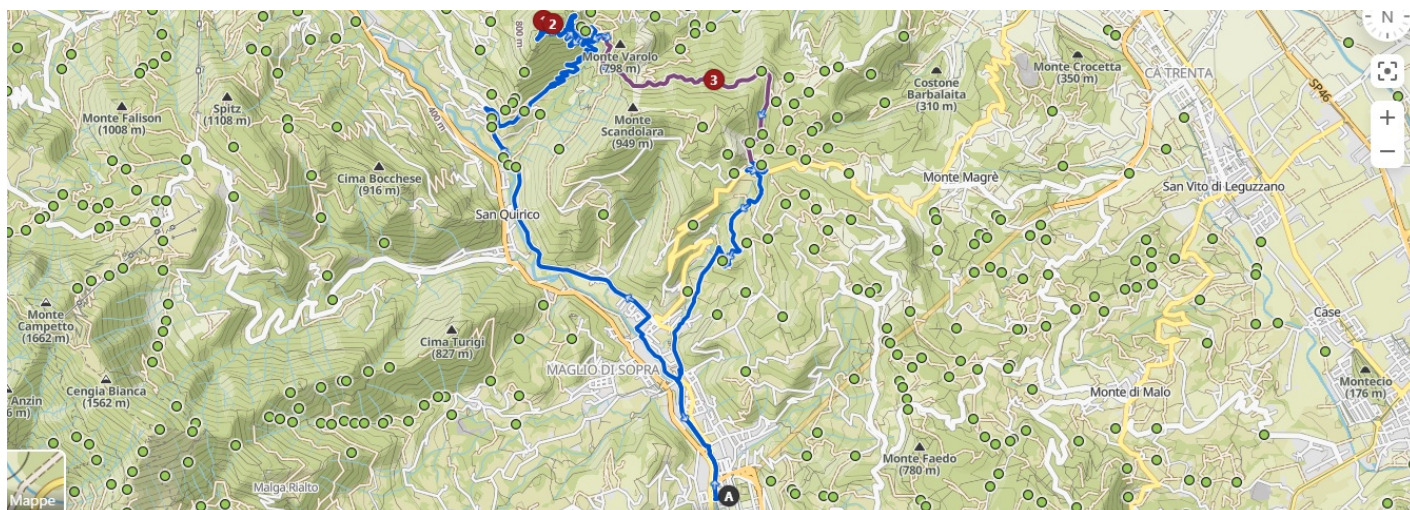 N
SP46
800 m
2
Monte Varolo
(798 m)
3
Monte Crocetta
(350 m)
CÀ TRENTA
Costone
Barbalaita
(310 m)
+
−
Spitz
(1108 m)
Monte Falison
(1008 m)
400 m
Monte
Scandolara
(949 m)
Cima Bocchese
(916 m)
Monte Magrè
San Vito di Leguzzano
San Quirico
Monte
Campetto
(1662 m)
Cima Turigi
(827 m)
Case
MAGLIO DI SOPRA
Cengia Bianca
(1562 m)
Anzin
6 m)
Monte di Malo
Montecio
(176 m)
Monte Faedo
(780 m)
Malga Rialto
A
Mappe